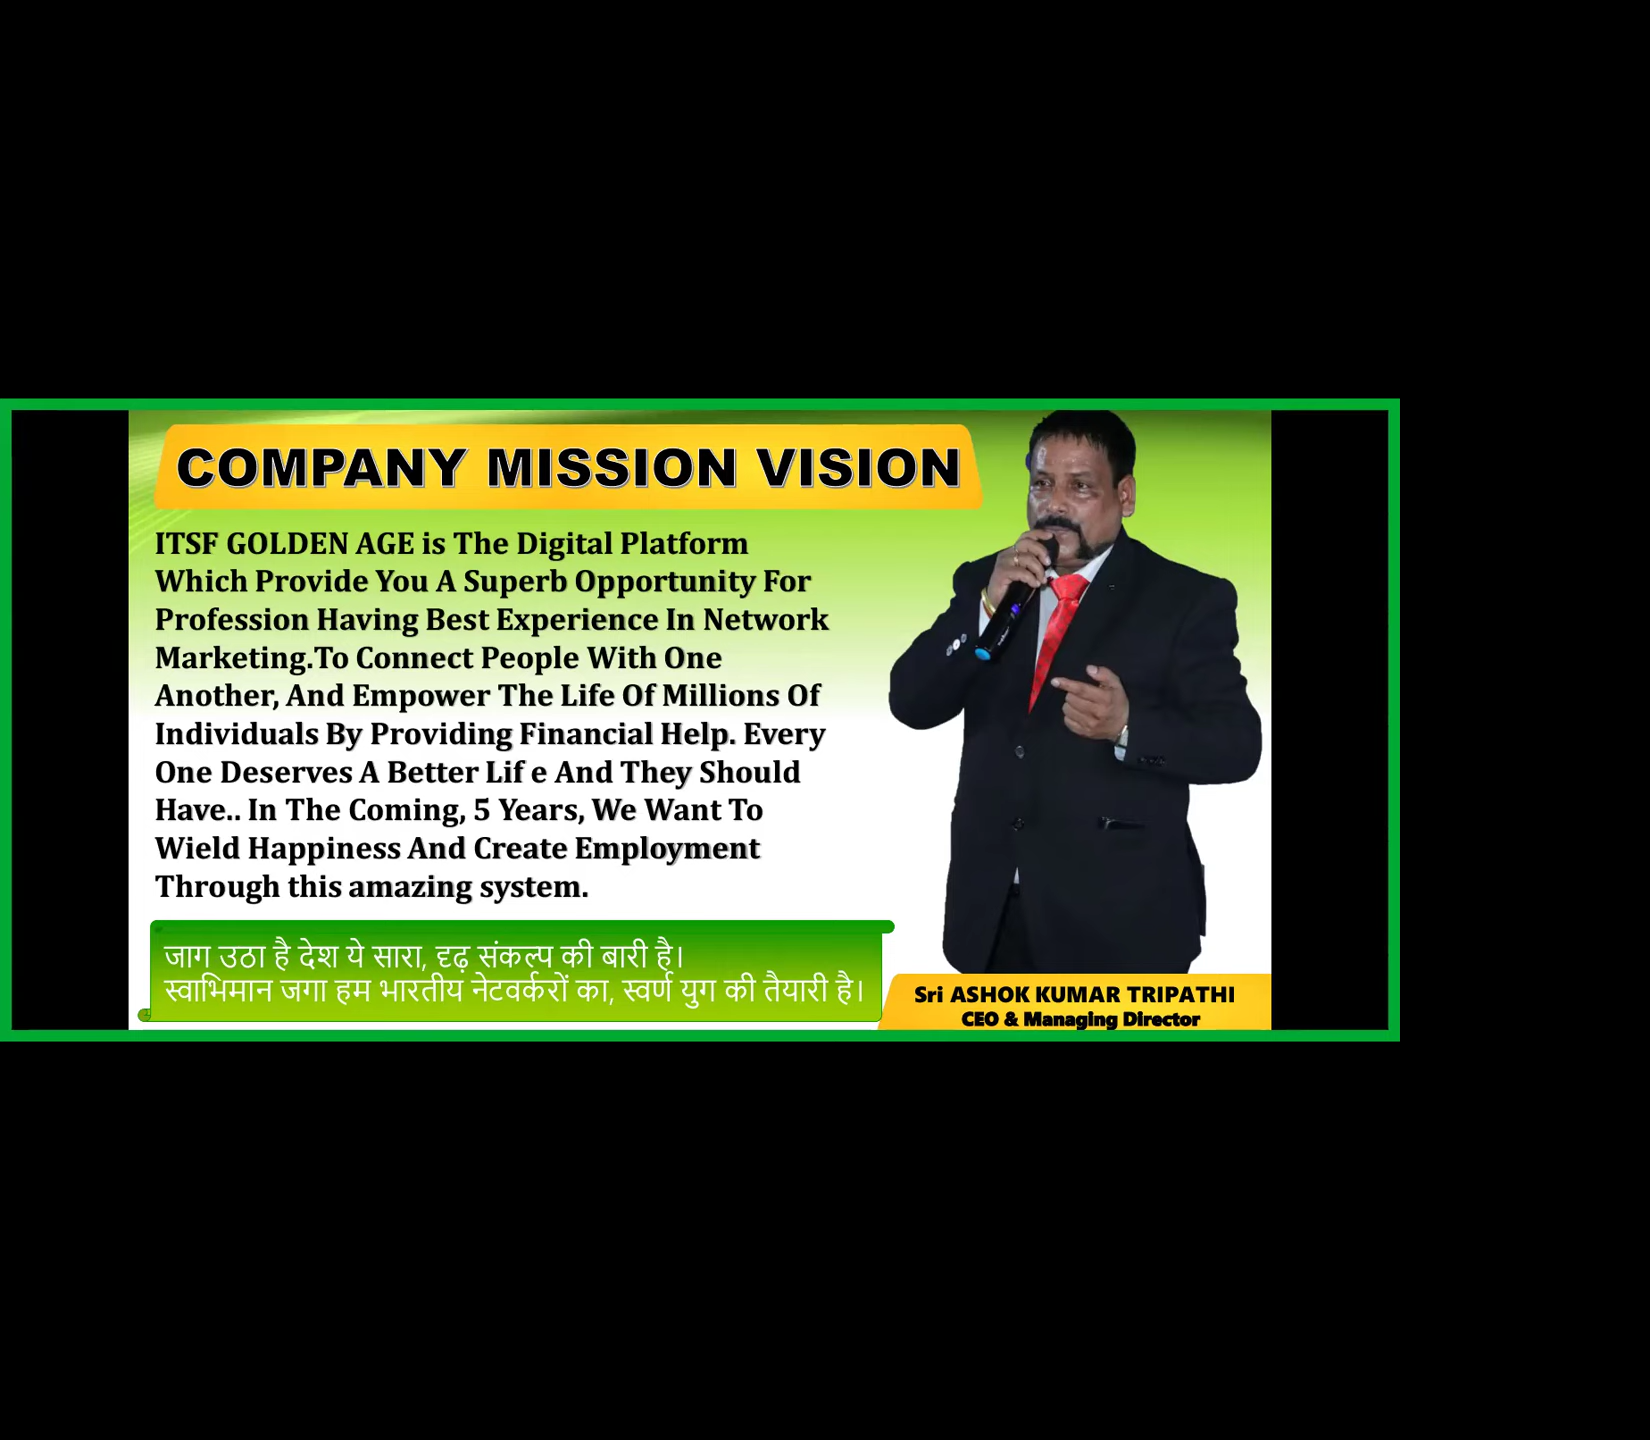 COMPANY MISSION VISION
ITSF GOLDEN AGE is The Digital Platform
Which Provide You A Superb Opportunity For
Profession Having Best Experience In Network
Marketing.To Connect People With One
Another, And Empower The Life Of Millions Of
Individuals By Providing Financial Help. Every
One Deserves A Better Lif e And They Should
Have.. In The Coming, 5 Years, We Want To
Wield Happiness And Create Employment
Through this amazing system.
जाग उठा है देश ये सारा, दृढ़ संकल्प की बारी है।
स्वाभिमान जगा हम भारतीय नेटवर्करों का, स्वर्ण युग की तैयारी है।
Sri ASHOK KUMAR TRIPATHI
CEO & Managing Director